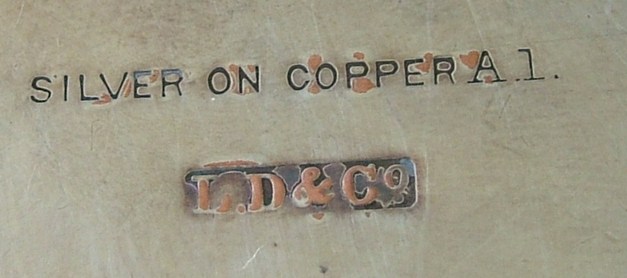 SILVER ON COPPER A1.
L.D & Cº